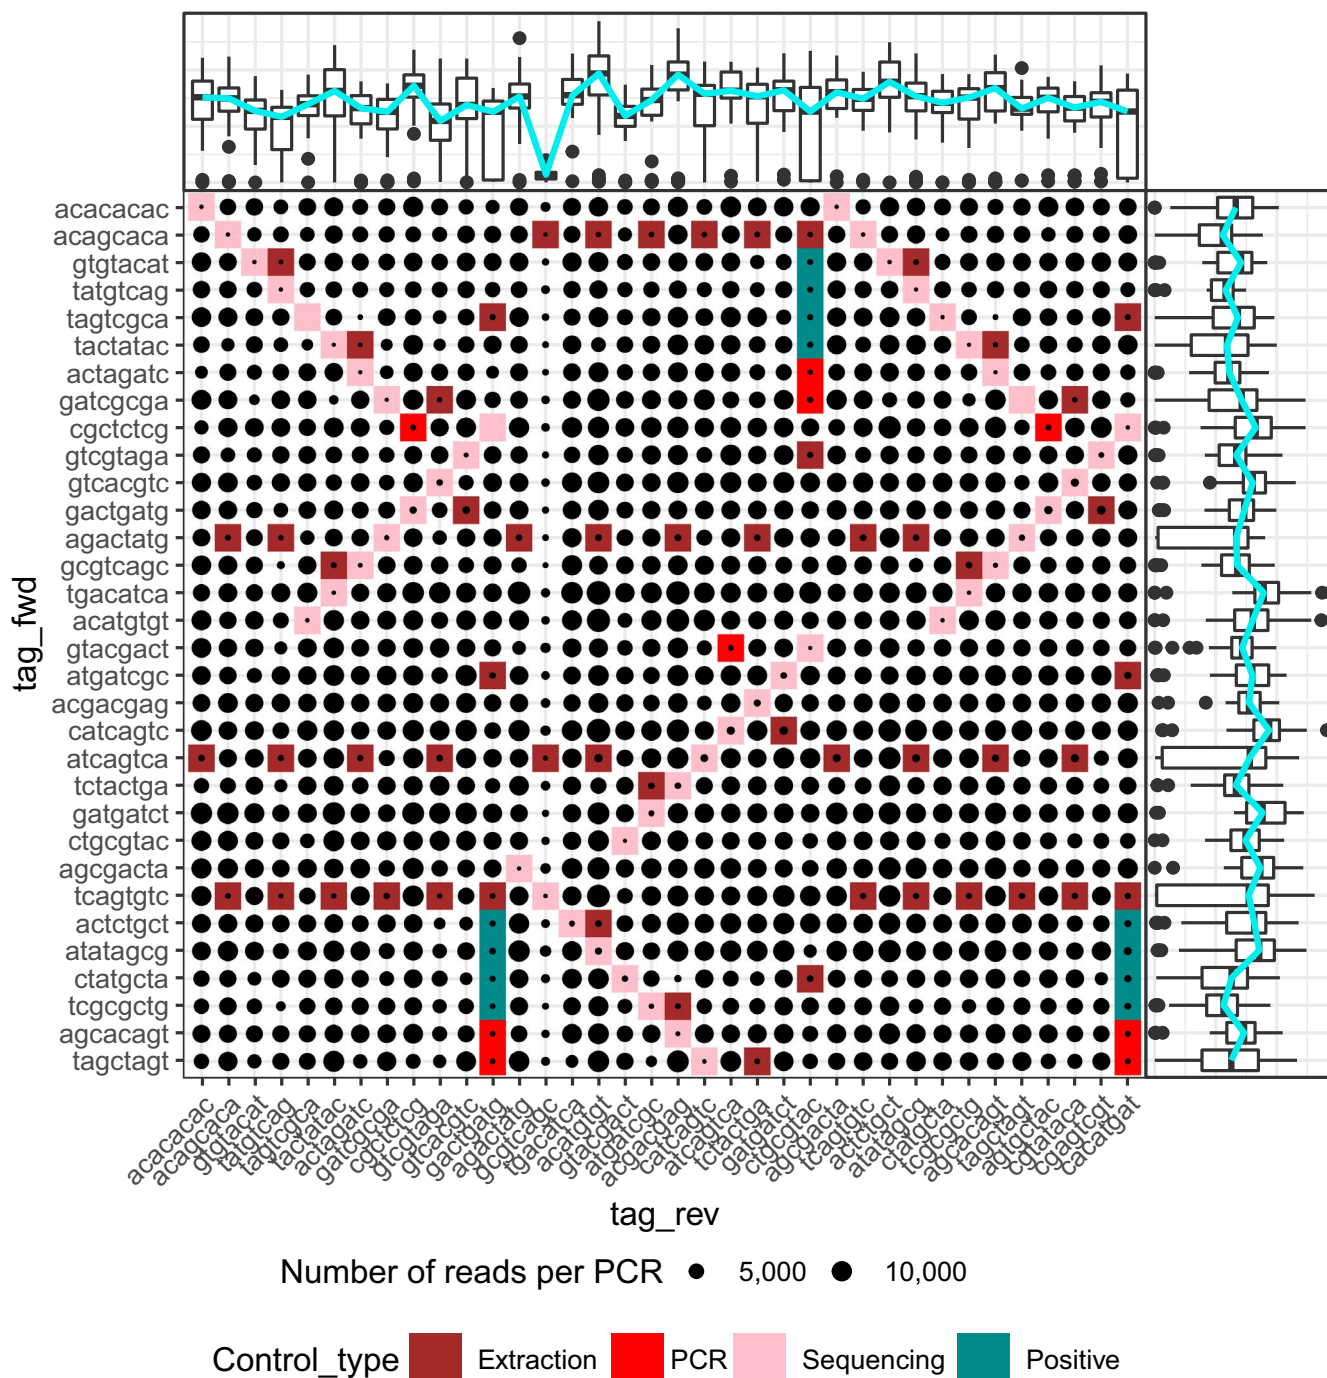 acacacac
acagcaca
gtgtacat
tatgtcag
tagtcgca
tactatac
actagatc
gatcgcga
cgctctcg
gtcgtaga
gtcacgtc
gactgatg
agactatg
gcgtcagc
tgacatca
acatgtgt
gtacgact
atgatcgc
acgacgag
catcagtc
atcagtca
tctactga
gatgatct
ctgcgtac
agcgacta
tcagtgtc
actctgct
atatagcg
ctatgcta
tcgcgctg
agcacagt
tagctagt
tag_fwd
acacacac
acagcaca
gtgtacat
tatgtcag
tagtcgca
tactatac
actagatc
gatcgcga
cgctctcg
gtcgtaga
gtcacgtc
gactgatg
agactatg
gcgtcagc
tgacatca
acatgtgt
gtacgact
atgatcgc
acgacgag
catcagtc
atcagtca
tctactga
gatgatct
ctgcgtac
agcgacta
tcagtgtc
actctgct
atatagcg
ctatgcta
tcgcgctg
agcacagt
tagctagt
agtgctac
cgtataca
cgagtcgt
cacatgat
tag_rev
Number of reads per PCR 5,000 10,000
Control_type Extraction PCR Sequencing Positive